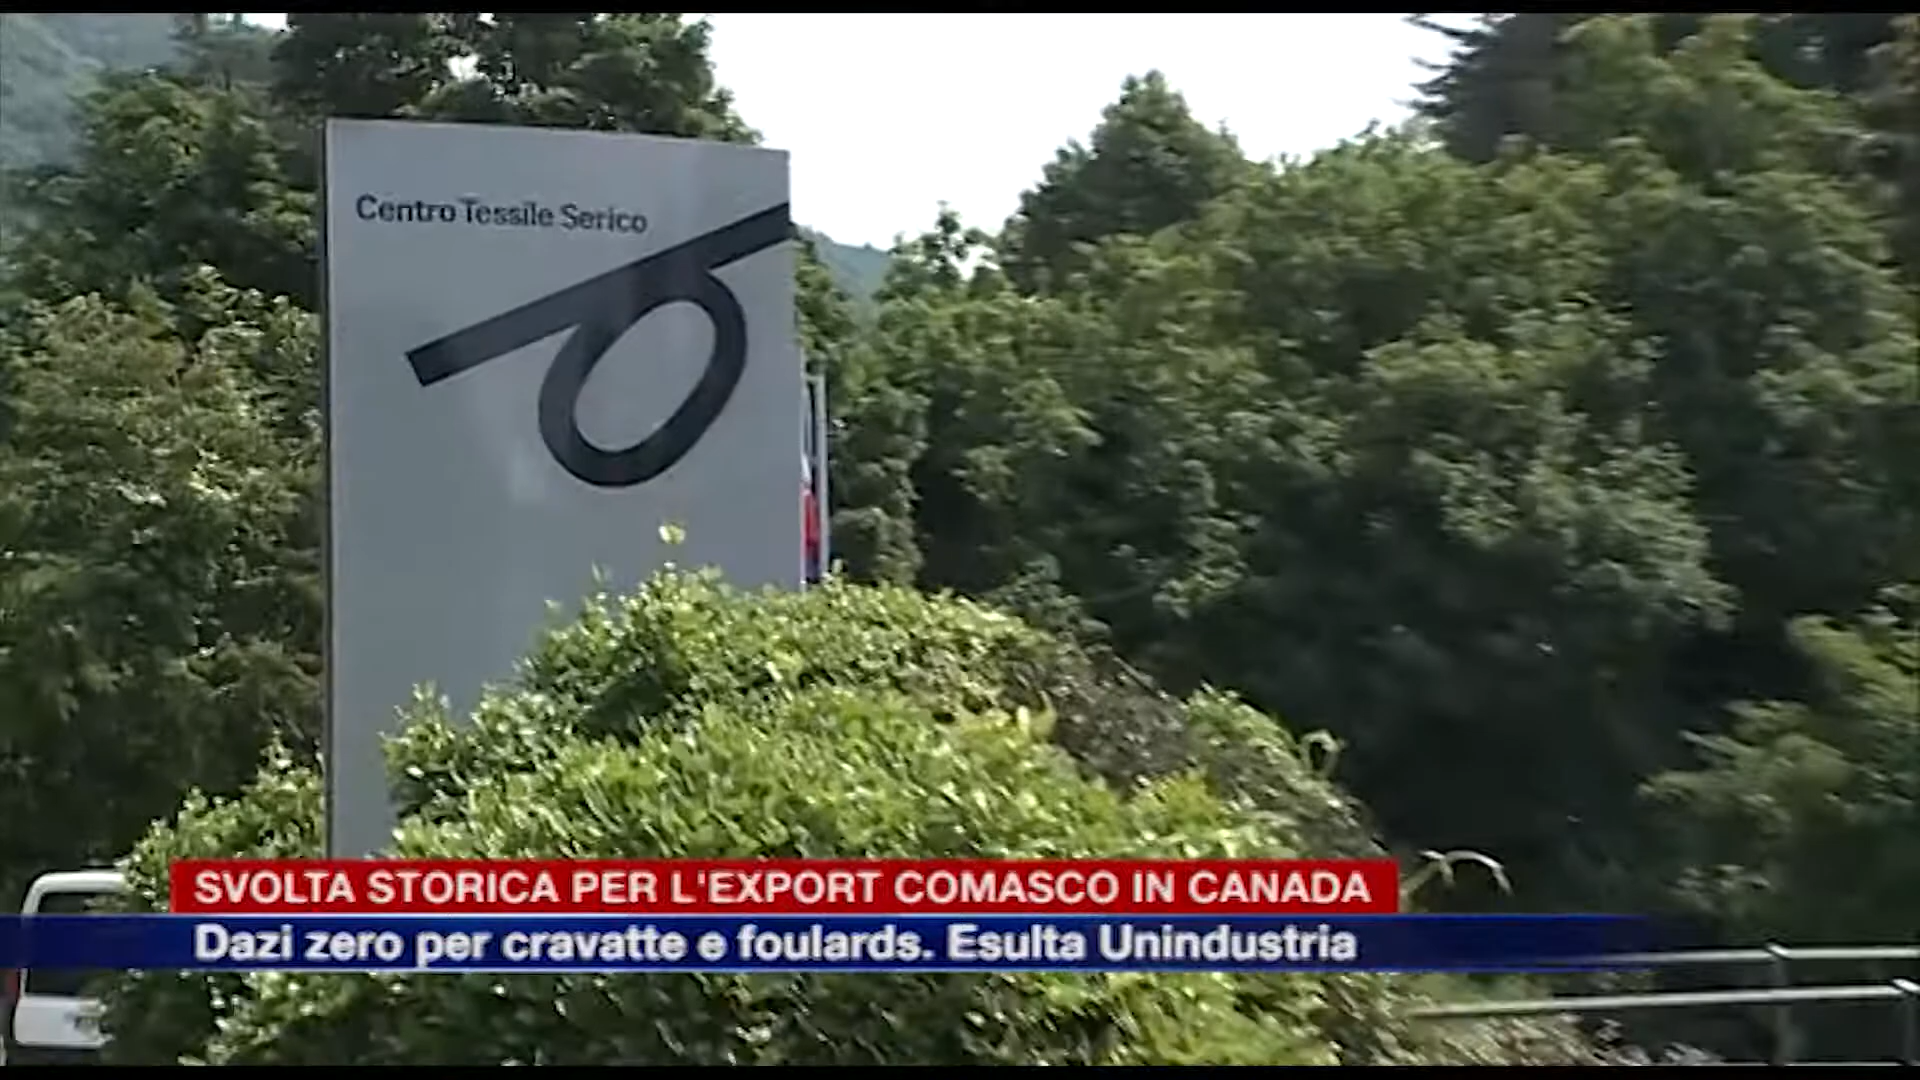 Centro Tessile Serico
SVOLTA STORICA PER L'EXPORT COMASCO IN CANADA
Dazi zero per cravatte e foulards. Esulta Unindustria